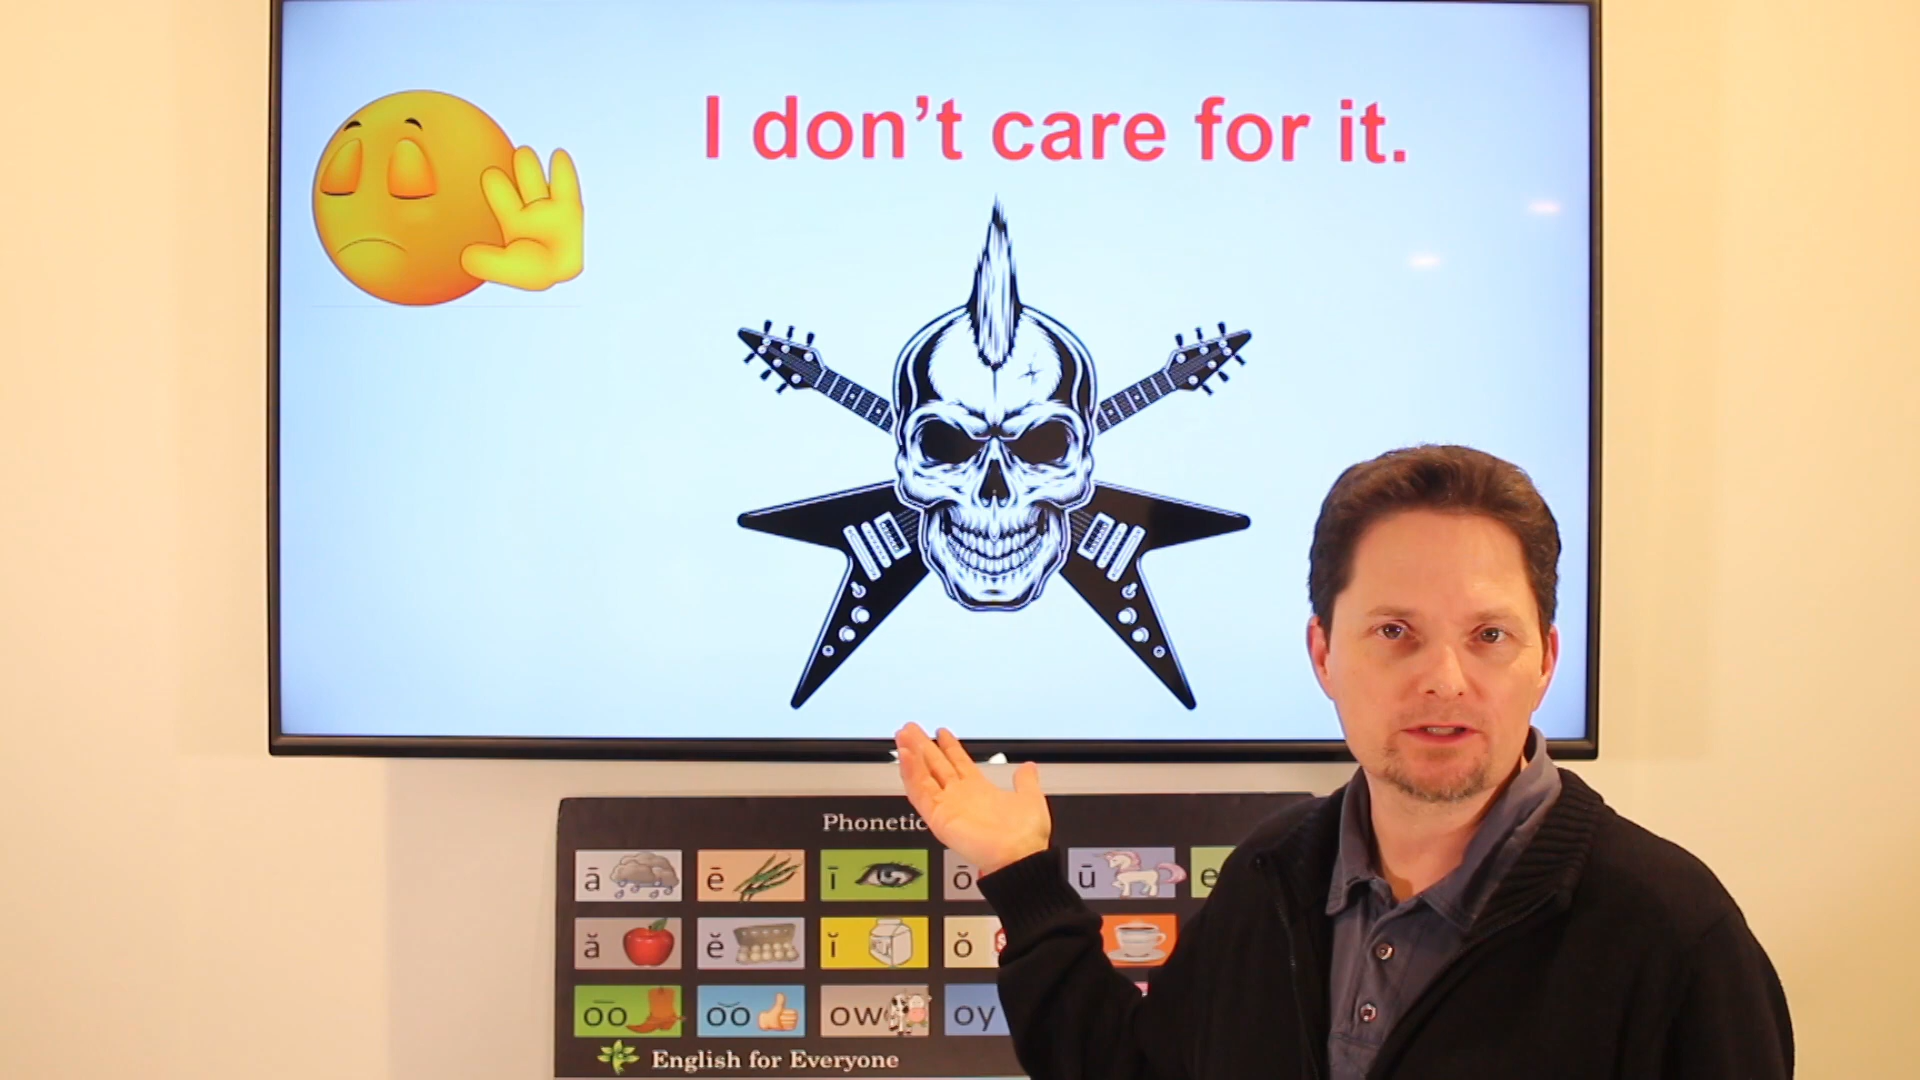 I don't care for it.
Phonetic
ā ē ī ō ū e
ă ĕ ĭ ŏ
o͞o o͝o ow oy
English for Everyone